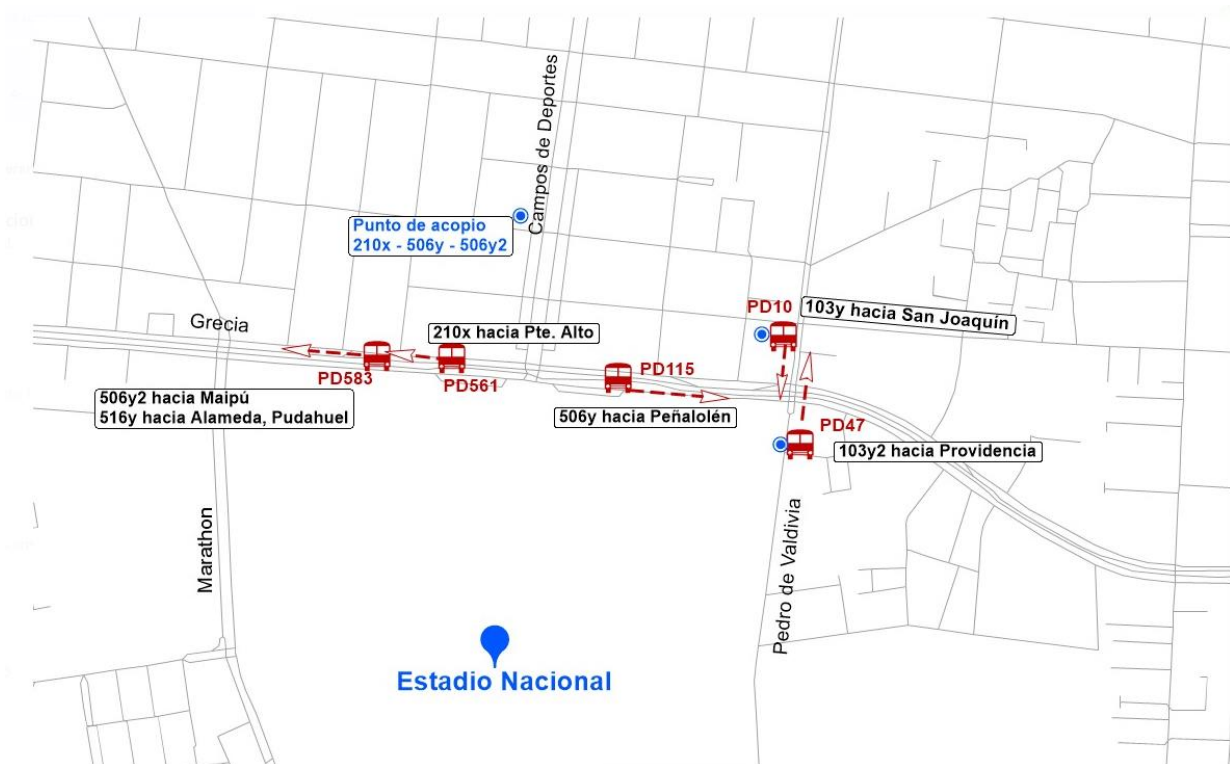 Campos de Deportes
Punto de acopio
210x - 506y - 506y2
PD10
103y hacia San Joaquín
Grecia
210x hacia Pte. Alto
PD583
PD561
PD115
506y2 hacia Maipú
516y hacia Alameda, Pudahuel
506y hacia Peñalolén
PD47
103y2 hacia Providencia
Marathon
Pedro de Valdivia
Estadio Nacional